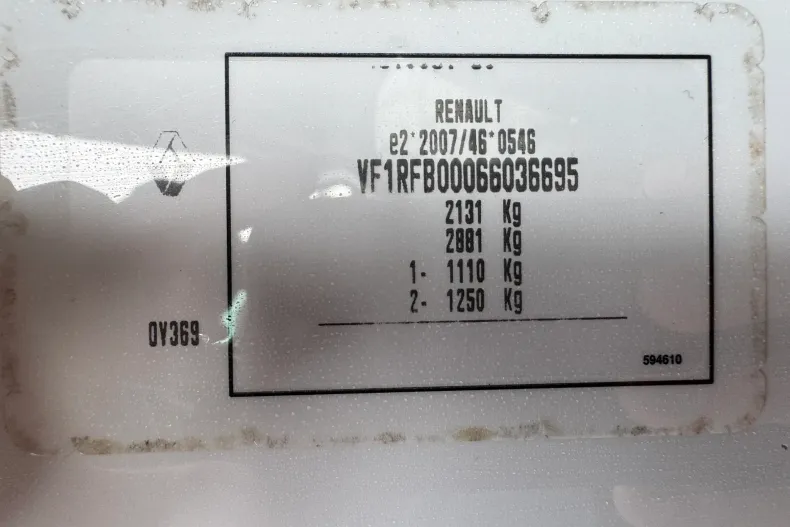 RENAULT
e2*2007/46*0546
VF1RFB00066036695
2131 Kg
2881 Kg
1- 1110 Kg
2- 1250 Kg
0V369
594610